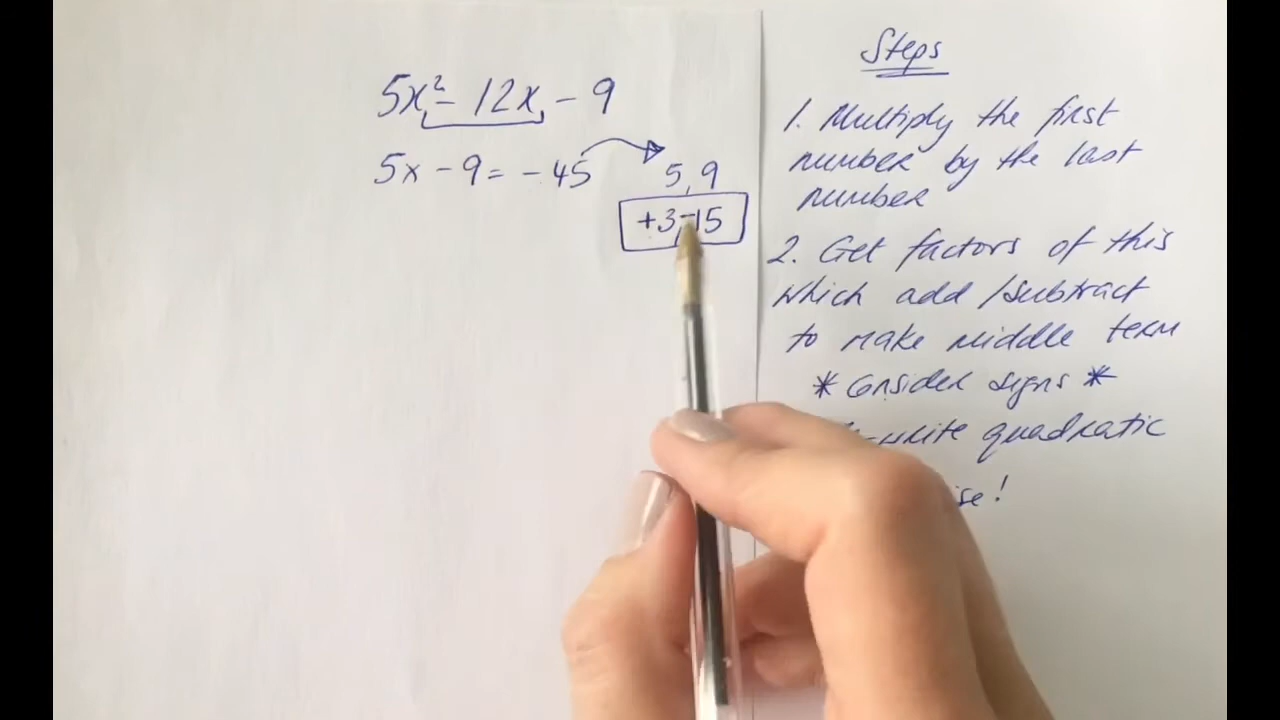 5x² - 12x - 9
5x - 9 = - 45
5, 9
+3, -15
Steps
1. Multiply the first
number by the last
number
2. Get factors of this
which add /subtract
to make middle term
* Consider signs *
quadratic